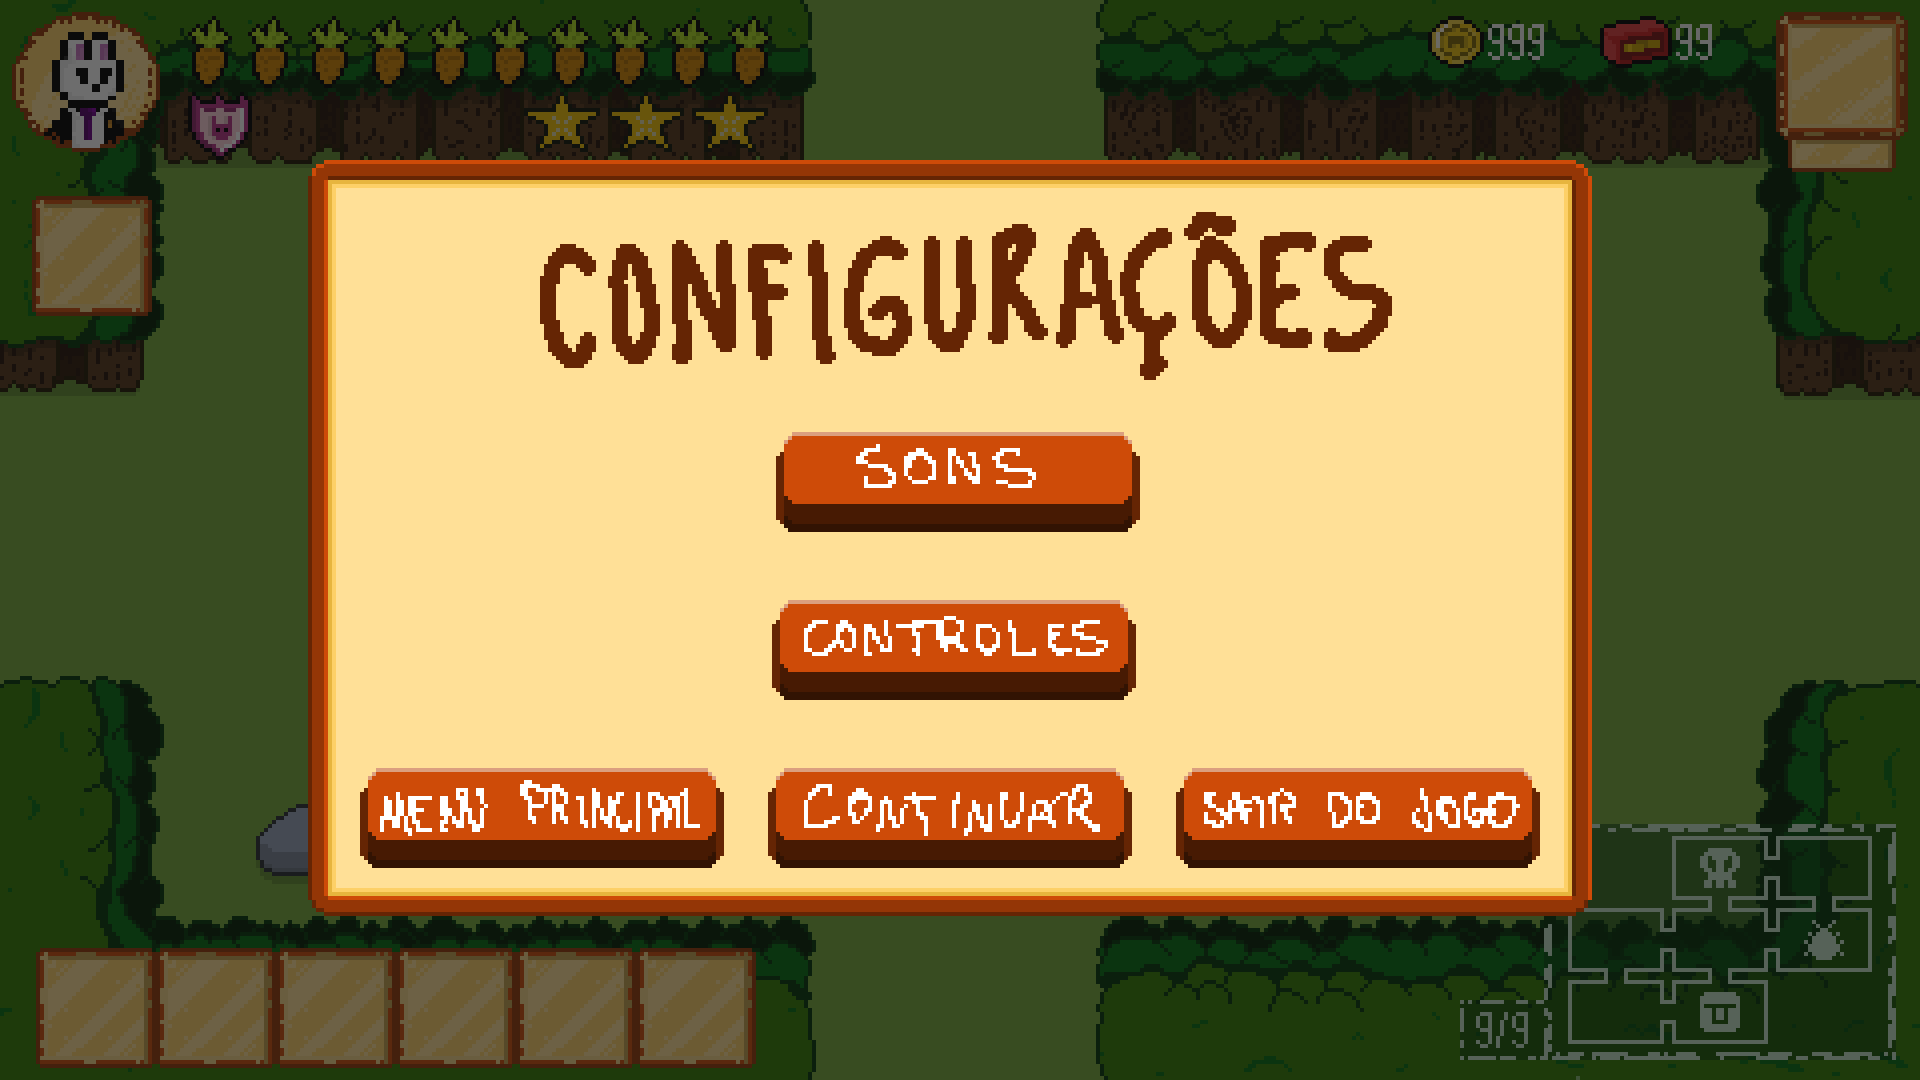 999
99
CONFIGURAÇÕES
SONS
CONTROLES
MENU PRINCIPAL
CONTINUAR
SAIR DO JOGO
9/9